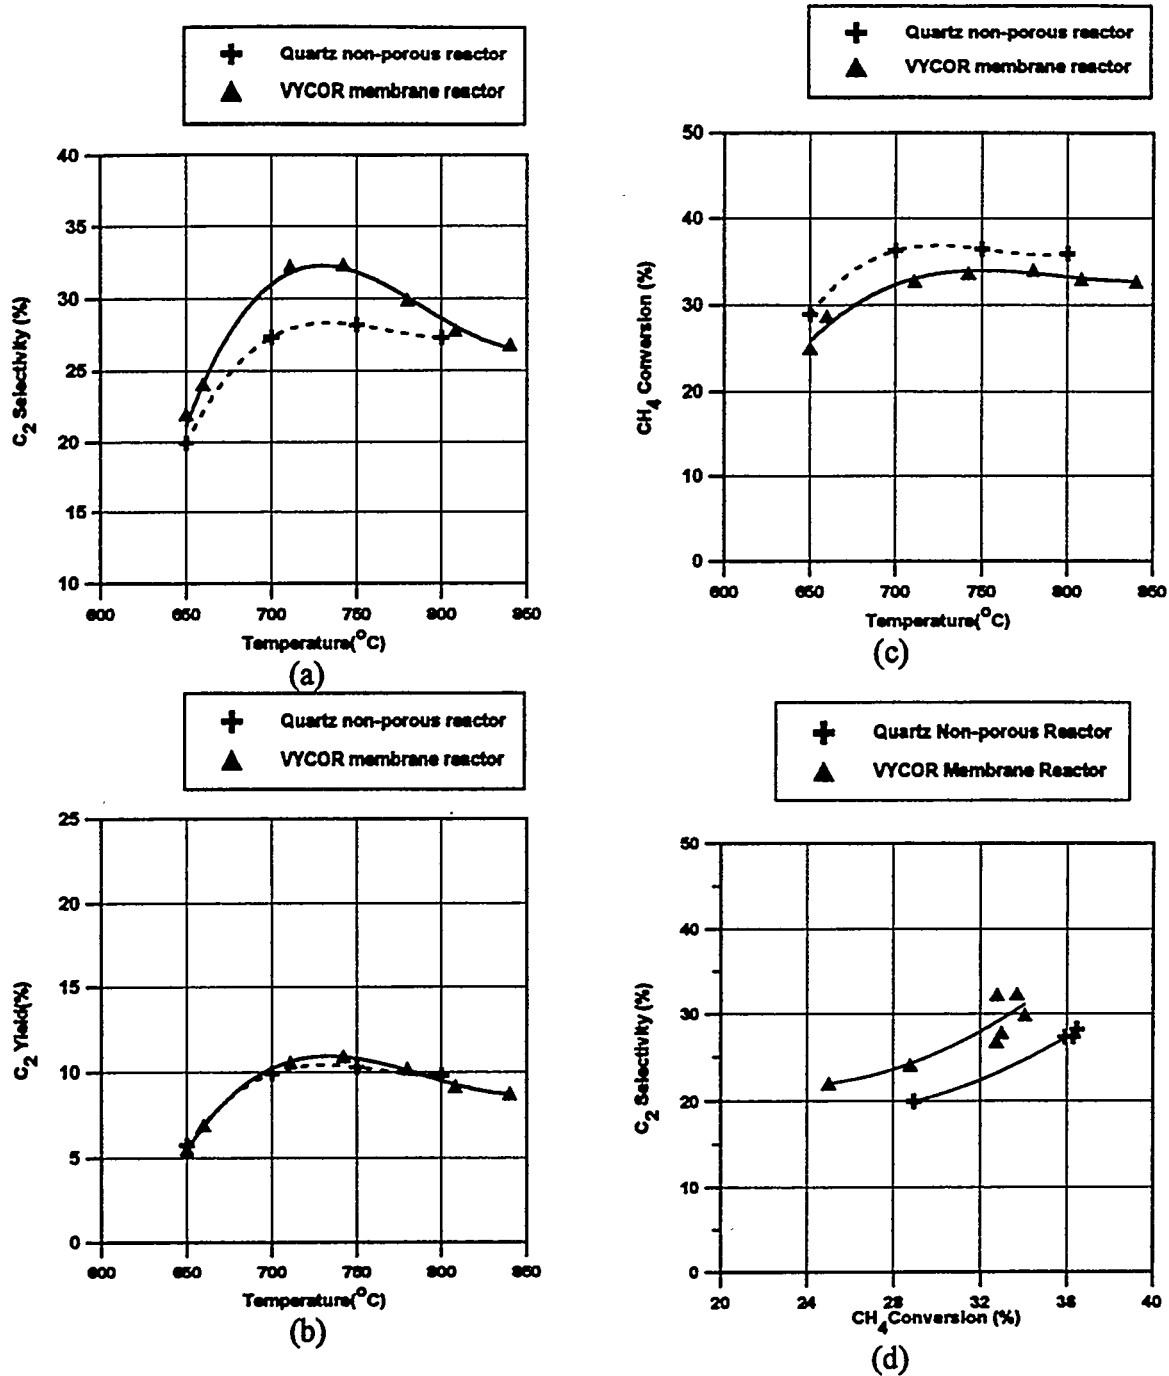 Quartz non-porous reactor
VYCOR membrane reactor
40
35
30
25
20
15
10
C2 Selectivity (%)
600 650 700 750 800 850
Temperature(°C)
(a)
Quartz non-porous reactor
VYCOR membrane reactor
25
20
15
10
5
0
C2 Yield(%)
600 650 700 750 800 850
Temperature(°C)
(b)
Quartz non-porous reactor
VYCOR membrane reactor
50
40
30
20
10
0
CH4 Conversion (%)
600 650 700 750 800 850
Temperature(°C)
(c)
Quartz Non-porous Reactor
VYCOR Membrane Reactor
50
40
30
20
10
0
C2 Selectivity (%)
20 24 28 32 36 40
CH4Conversion (%)
(d)